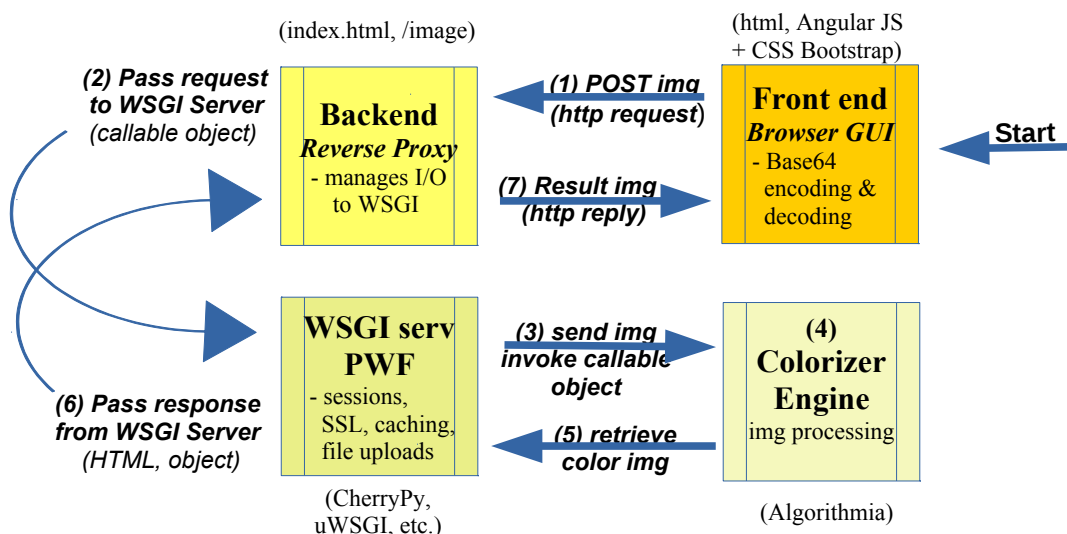 (index.html, /image)
(html, Angular JS
+ CSS Bootstrap)
(2) Pass request
to WSGI Server
(callable object)
Backend
Reverse Proxy
- manages I/O
to WSGI
(1) POST img
(http request)
(7) Result img
(http reply)
Front end
Browser GUI
- Base64
encoding &
decoding
Start
WSGI serv
PWF
- sessions,
SSL, caching,
file uploads
(3) send img
invoke callable
object
(5) retrieve
color img
(4)
Colorizer
Engine
img processing
(6) Pass response
from WSGI Server
(HTML, object)
(CherryPy,
uWSGI, etc.)
(Algorithmia)